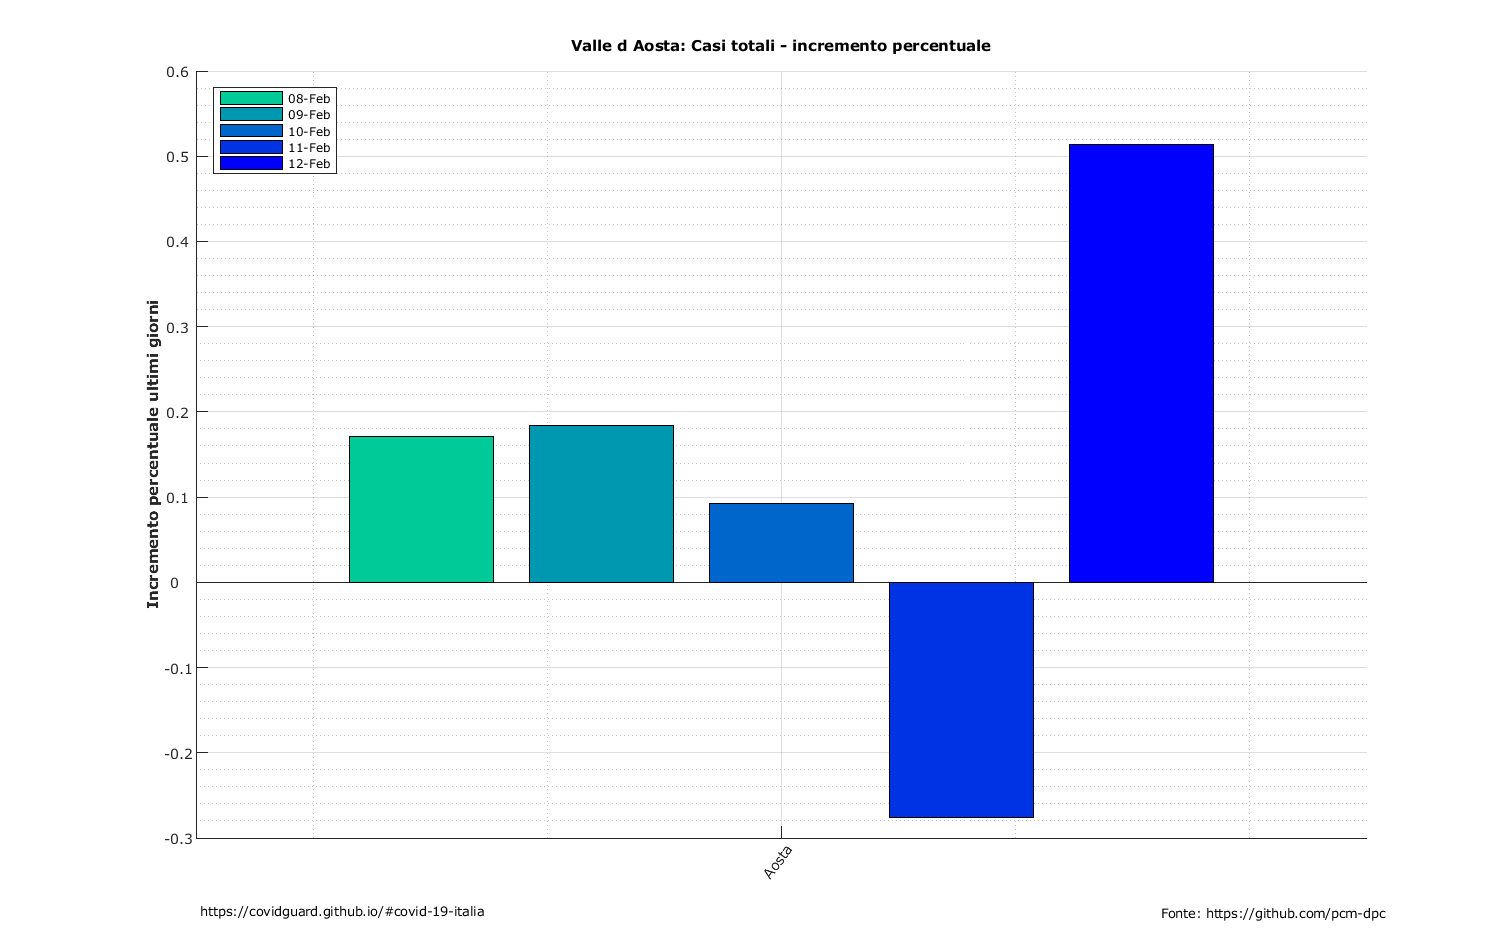 Valle d Aosta: Casi totali - incremento percentuale
0.6
0.5
0.4
0.3
0.2
0.1
0
-0.1
-0.2
-0.3
Incremento percentuale ultimi giorni
08-Feb
09-Feb
10-Feb
11-Feb
12-Feb
Aosta
https://covidguard.github.io/#covid-19-italia
Fonte: https://github.com/pcm-dpc